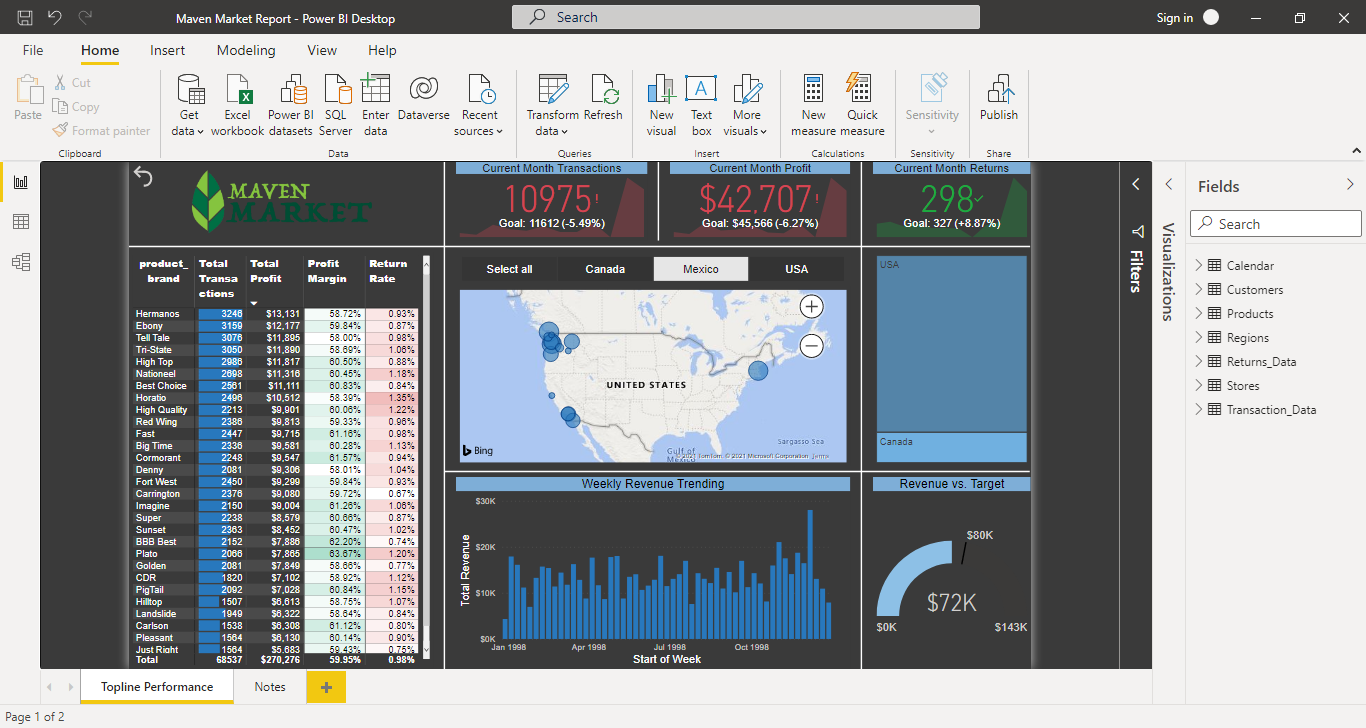 Maven Market Report - Power BI Desktop
Search
Sign in
File Home Insert Modeling View Help
Paste
Cut
Copy
Format painter
Clipboard
Get data
Excel workbook
Power BI datasets
SQL Server
Enter data
Dataverse
Recent sources
Data
Transform data
Refresh
Queries
New visual
Text box
More visuals
Insert
New measure
Quick measure
Calculations
Sensitivity
Sensitivity
Publish
Share
MAVEN
MARKET
Current Month Transactions
10975!
Goal: 11612 (-5.49%)
Current Month Profit
$42,707!
Goal: $45,566 (-6.27%)
Current Month Returns
298
Goal: 327 (+8.87%)
product_brand Total Transactions Total Profit Profit Margin Return Rate
Hermanos 3246 $13,131 58.72% 0.93%
Ebony 3159 $12,177 59.84% 0.87%
Tell Tale 3076 $11,895 58.00% 0.98%
Tri-State 3050 $11,890 58.69% 1.06%
High Top 2986 $11,817 60.50% 0.88%
Nationeel 2698 $11,316 60.45% 1.18%
Best Choice 2561 $11,111 60.83% 0.84%
Horatio 2496 $10,512 58.39% 1.35%
High Quality 2213 $9,901 60.06% 1.22%
Red Wing 2386 $9,813 59.33% 0.96%
Fast 2447 $9,715 61.16% 0.98%
Big Time 2336 $9,581 60.28% 1.13%
Cormorant 2248 $9,547 61.57% 0.94%
Denny 2081 $9,306 58.01% 1.04%
Fort West 2450 $9,299 59.84% 0.93%
Carrington 2376 $9,080 59.72% 0.67%
Imagine 2150 $9,004 61.26% 1.06%
Super 2238 $8,579 60.66% 0.87%
Sunset 2363 $8,452 60.47% 1.02%
BBB Best 2152 $7,886 62.20% 0.74%
Plato 2066 $7,865 63.67% 1.20%
Golden 2081 $7,849 58.66% 0.77%
CDR 1820 $7,102 58.92% 1.12%
PigTail 2092 $7,028 60.84% 1.15%
Hilltop 1507 $6,613 58.75% 1.07%
Landslide 1949 $6,322 58.64% 0.84%
Carlson 1538 $6,308 61.12% 0.80%
Pleasant 1564 $6,130 60.14% 0.90%
Just Right 1564 $5,683 59.43% 0.75%
Total 68537 $270,276 59.95% 0.98%
Select all Canada Mexico USA
UNITED STATES
Sargasso Sea
Gulf of
Mexico
Bing
TomTom, © 2021 Microsoft Corporation Terms
USA
Canada
Weekly Revenue Trending
Total Revenue
$30K
$20K
$10K
$0K
Jan 1998 Apr 1998 Jul 1998 Oct 1998
Start of Week
Revenue vs. Target
$80K
$72K
$0K
$143K
Filters
Visualizations
Fields
Search
Calendar
Customers
Products
Regions
Returns_Data
Stores
Transaction_Data
Topline Performance Notes +
Page 1 of 2